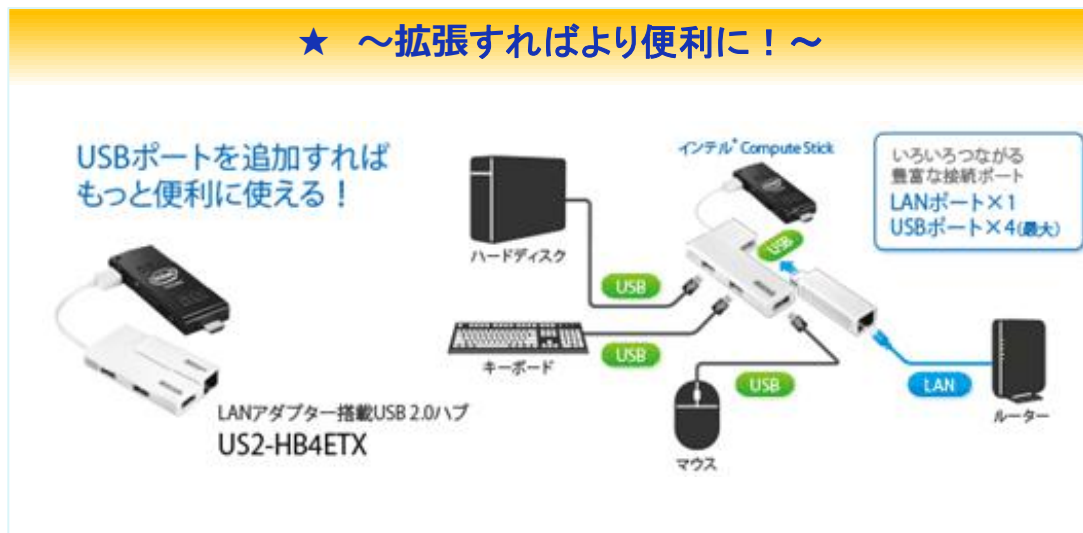 ★ ～拡張すればより便利に！～
USBポートを追加すれば
もっと便利に使える！
LANアダプター搭載USB 2.0ハブ
US2-HB4ETX
インテル® Compute Stick
いろいろつながる
豊富な接続ポート
LANポート×1
USBポート×4(最大)
ハードディスク
USB
USB
キーボード
USB
USB
マウス
LAN
ルーター